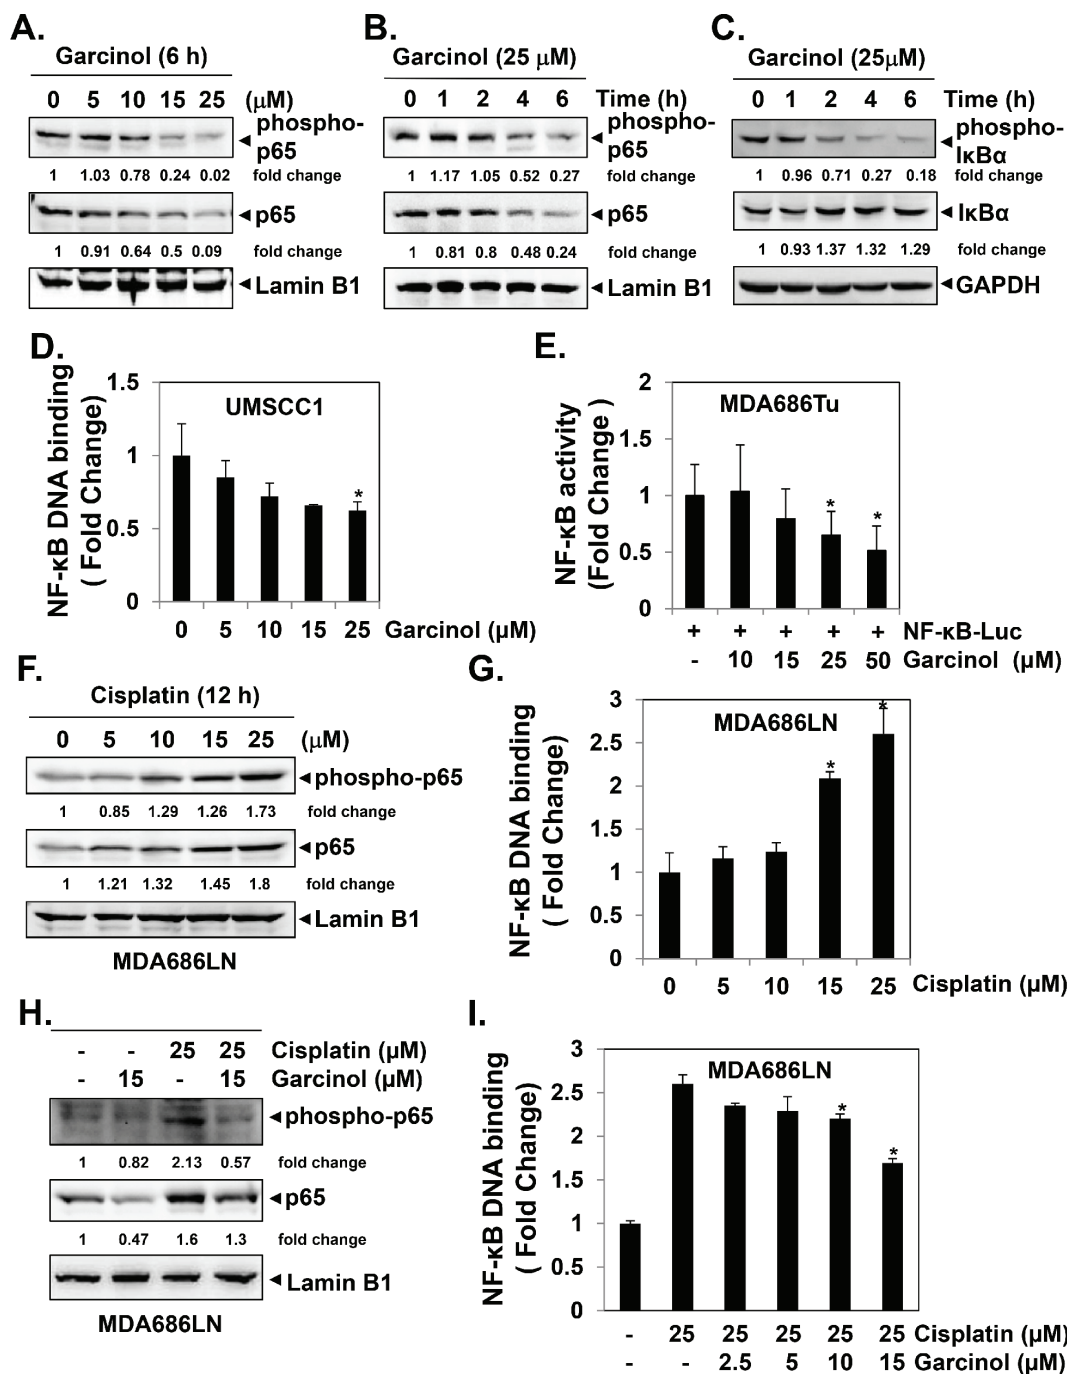 A.
Garcinol (6 h)
0 5 10 15 25 (μM)
phospho-
p65
1 1.03 0.78 0.24 0.02 fold change
p65
1 0.91 0.64 0.5 0.09 fold change
Lamin B1
B.
Garcinol (25 μM)
0 1 2 4 6 Time (h)
phospho-
p65
1 1.17 1.05 0.52 0.27 fold change
p65
1 0.81 0.8 0.48 0.24 fold change
Lamin B1
C.
Garcinol (25μM)
0 1 2 4 6 Time (h)
phospho-
IκBα
1 0.96 0.71 0.27 0.18 fold change
IκBα
1 0.93 1.37 1.32 1.29 fold change
GAPDH
D.
NF-κB DNA binding
( Fold Change)
1.5
1
0.5
0
UMSCC1
*
0 5 10 15 25 Garcinol (μM)
E.
NF-κB activity
(Fold Change )
2
1.5
1
0.5
0
MDA686Tu
* *
+ + + + + NF-κB-Luc
- 10 15 25 50 Garcinol (μM)
F.
Cisplatin (12 h)
0 5 10 15 25 (μM)
phospho-p65
1 0.85 1.29 1.26 1.73 fold change
p65
1 1.21 1.32 1.45 1.8 fold change
Lamin B1
MDA686LN
G.
NF-κB DNA binding
( Fold Change)
3
2.5
2
1.5
1
0.5
0
MDA686LN
* *
0 5 10 15 25 Cisplatin (μM)
H.
- - 25 25 Cisplatin (μM)
- 15 - 15 Garcinol (μM)
phospho-p65
1 0.82 2.13 0.57 fold change
p65
1 0.47 1.6 1.3 fold change
Lamin B1
MDA686LN
I.
NF-κB DNA binding
( Fold Change)
3
2.5
2
1.5
1
0.5
0
MDA686LN
* *
- 25 25 25 25 25 Cisplatin (μM)
- - 2.5 5 10 15 Garcinol (μM)